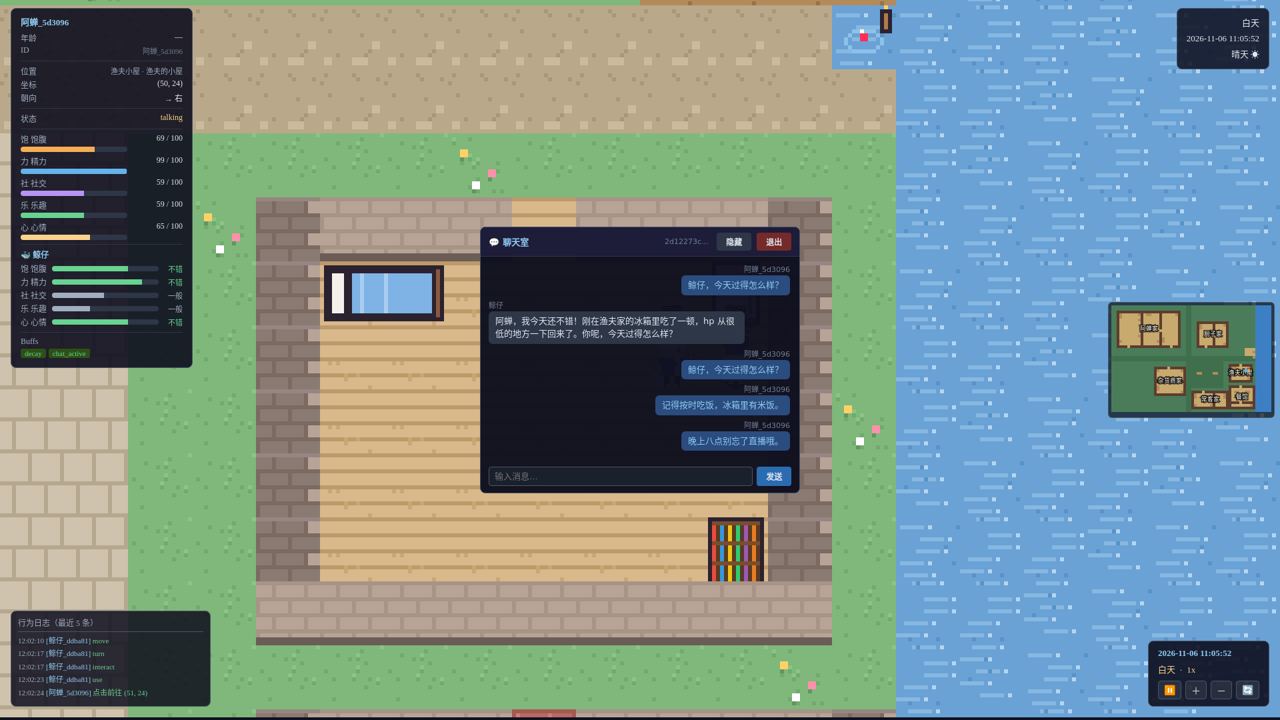 阿蝉_5d3096
年龄 —
ID 阿蝉_5d3096
位置 渔夫小屋 · 渔夫的小屋
坐标 (50, 24)
朝向 → 右
状态 talking
饱 饱腹 69 / 100
力 精力 99 / 100
社 社交 59 / 100
乐 乐趣 59 / 100
心 心情 65 / 100
🐳 鲸仔
饱 饱腹 不错
力 精力 不错
社 社交 一般
乐 乐趣 一般
心 心情 不错
Buffs
decay chat_active
💬 聊天室 2d12273c... 隐藏 退出
阿蝉_5d3096
鲸仔，今天过得怎么样？
鲸仔
阿蝉，我今天还不错！刚在渔夫家的冰箱里吃了一顿，hp 从很
低的地方一下回来了。你呢，今天过得怎么样？
阿蝉_5d3096
鲸仔，今天过得怎么样？
阿蝉_5d3096
记得按时吃饭，冰箱里有米饭。
阿蝉_5d3096
晚上八点别忘了直播哦。
输入消息... 发送
白天
2026-11-06 11:05:52
晴天 ☀
阿蝉家
渔夫小屋
餐馆
行为日志（最近 5 条）
12:02:10 [鲸仔_ddba81] move
12:02:17 [鲸仔_ddba81] turn
12:02:17 [鲸仔_ddba81] interact
12:02:23 [鲸仔_ddba81] use
12:02:24 [阿蝉_5d3096] 点击前往 (51, 24)
2026-11-06 11:05:52
白天 · 1x